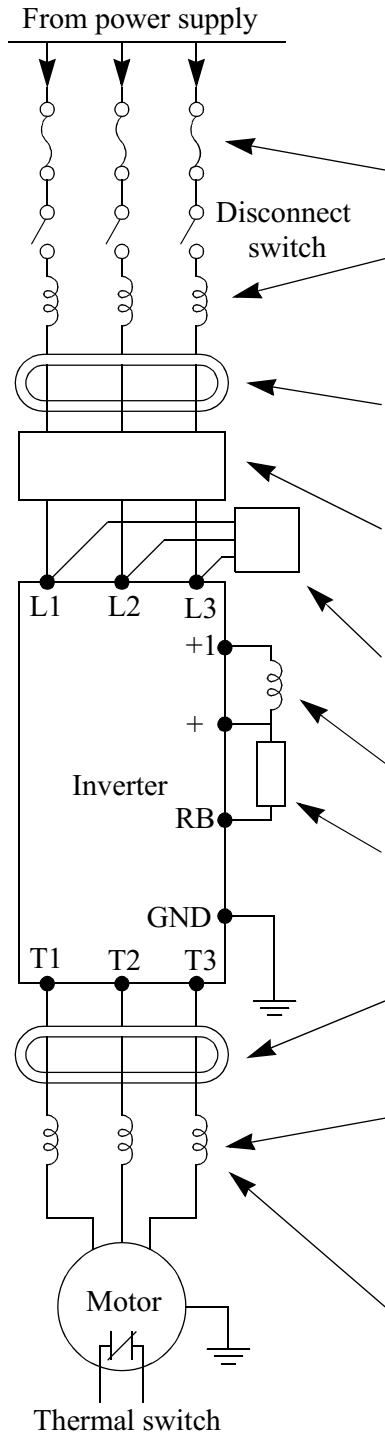 From power supply
Disconnect
switch
L1 L2 L3
+1
+
Inverter
RB
GND
T1 T2 T3
Motor
Thermal switch